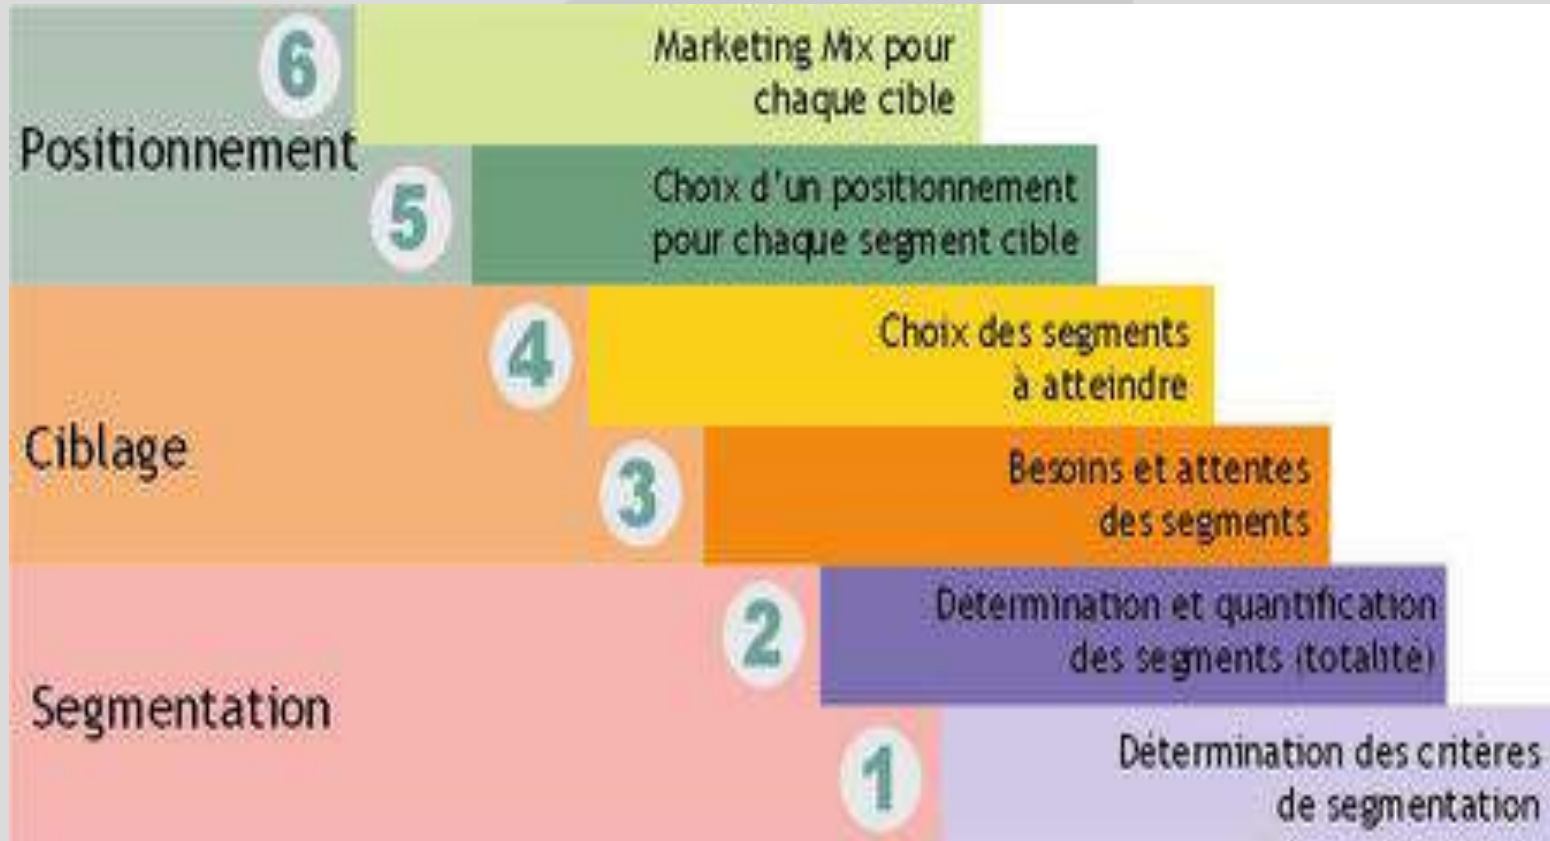 6
Marketing Mix pour
chaque cible
Positionnement
5
Choix d'un positionnement
pour chaque segment cible
4
Choix des segments
à atteindre
Ciblage
3
Besoins et attentes
des segments
2
Détermination et quantification
des segments (totalité)
Segmentation
1
Détermination des critères
de segmentation